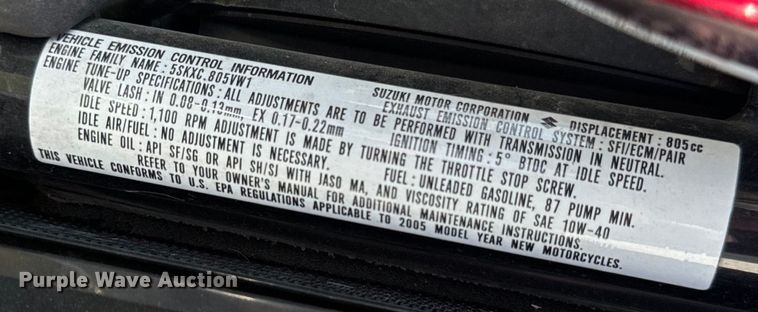 VEHICLE EMISSION CONTROL INFORMATION SUZUKI MOTOR CORPORATION DISPLACEMENT : 805cc
ENGINE FAMILY NAME : 5SKXC.805VW1 EXHAUST EMISSION CONTROL SYSTEM : SFI/ECM/PAIR
ENGINE TUNE-UP SPECIFICATIONS : ALL ADJUSTMENTS ARE TO BE PERFORMED WITH TRANSMISSION IN NEUTRAL.
VALVE LASH : IN 0.08-0.13mm EX 0.17-0.22mm IGNITION TIMING : 5° BTDC AT IDLE SPEED.
IDLE SPEED : 1,100 RPM ADJUSTMENT IS MADE BY TURNING THE THROTTLE STOP SCREW.
IDLE AIR/FUEL : NO ADJUSTMENT IS NECESSARY. FUEL : UNLEADED GASOLINE, 87 PUMP MIN.
ENGINE OIL : API SF/SG OR API SH/SJ WITH JASO MA, AND VISCOSITY RATING OF SAE 10W-40
REFER TO YOUR OWNER'S MANUAL FOR ADDITIONAL MAINTENANCE INSTRUCTIONS.
THIS VEHICLE CONFORMS TO U.S. EPA REGULATIONS APPLICABLE TO 2005 MODEL YEAR NEW MOTORCYCLES.
Purple Wave Auction